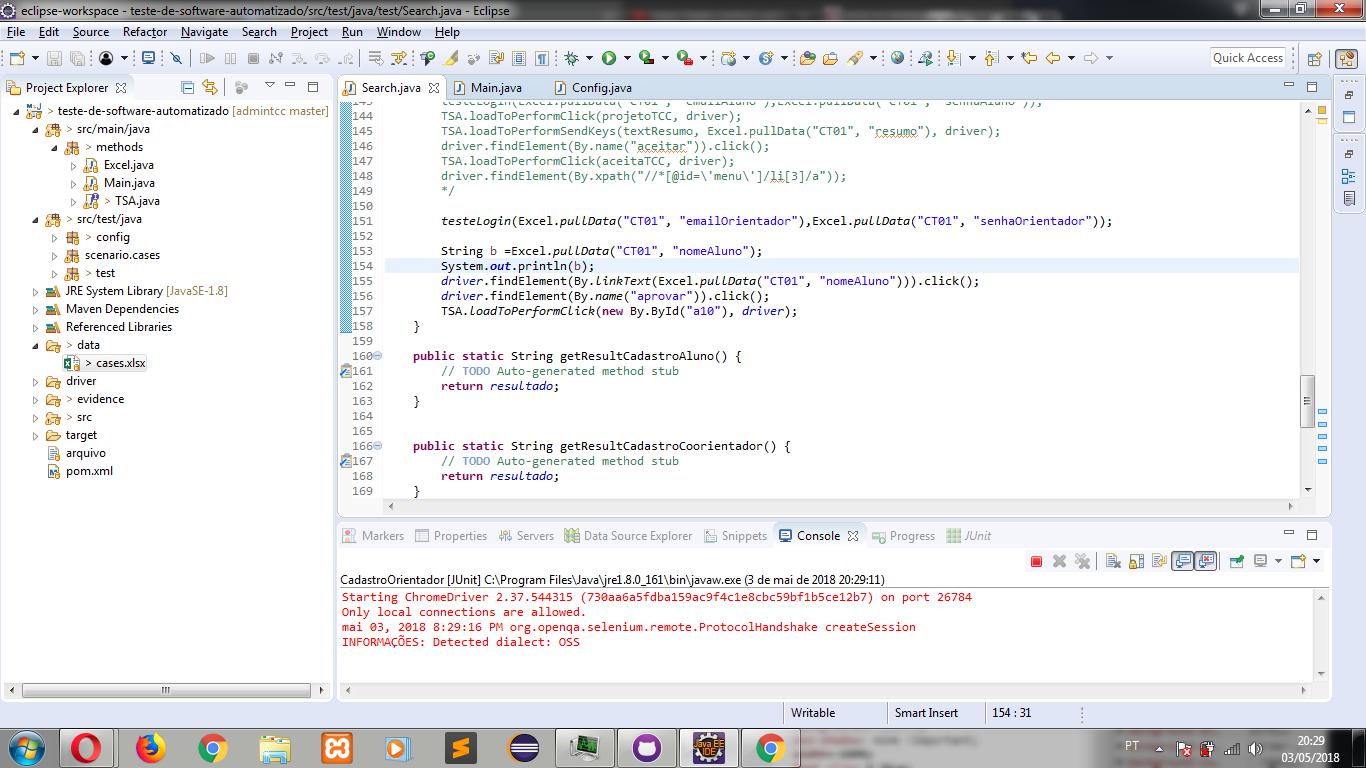 eclipse-workspace - teste-de-software-automatizado/src/test/java/test/Search.java - Eclipse
File Edit Source Refactor Navigate Search Project Run Window Help
Quick Access
Project Explorer
> teste-de-software-automatizado [admintcc master]
> src/main/java
> methods
Excel.java
Main.java
> TSA.java
> src/test/java
> config
scenario.cases
> test
JRE System Library [JavaSE-1.8]
Maven Dependencies
Referenced Libraries
> data
> cases.xlsx
driver
> evidence
> src
target
arquivo
pom.xml
Search.java Main.java Config.java
143 testeLogin(Excel.pullData("CT01", "emailAluno"),Excel.pullData("CT01", "senhaAluno"));
144 TSA.loadToPerformClick(projetoTCC, driver);
145 TSA.loadToPerformSendKeys(textResumo, Excel.pullData("CT01", "resumo"), driver);
146 driver.findElement(By.name("aceitar")).click();
147 TSA.loadToPerformClick(aceitaTCC, driver);
148 driver.findElement(By.xpath("//*[@id=\'menu\']/li[3]/a"));
149 */
150
151 testeLogin(Excel.pullData("CT01", "emailOrientador"),Excel.pullData("CT01", "senhaOrientador"));
152
153 String b =Excel.pullData("CT01", "nomeAluno");
154 System.out.println(b);
155 driver.findElement(By.linkText(Excel.pullData("CT01", "nomeAluno"))).click();
156 driver.findElement(By.name("aprovar")).click();
157 TSA.loadToPerformClick(new By.ById("a10"), driver);
158 }
159
160 public static String getResultCadastroAluno() {
161 // TODO Auto-generated method stub
162 return resultado;
163 }
164
165
166 public static String getResultCadastroCoorientador() {
167 // TODO Auto-generated method stub
168 return resultado;
169 }
Markers Properties Servers Data Source Explorer Snippets Console Progress JUnit
CadastroOrientador [JUnit] C:\Program Files\Java\jre1.8.0_161\bin\javaw.exe (3 de mai de 2018 20:29:11)
Starting ChromeDriver 2.37.544315 (730aa6a5fdba159ac9f4c1e8cbc59bf1b5ce12b7) on port 26784
Only local connections are allowed.
mai 03, 2018 8:29:16 PM org.openqa.selenium.remote.ProtocolHandshake createSession
INFORMAÇÕES: Detected dialect: OSS
Writable Smart Insert 154 : 31
Java EE IDE
PT
20:29
03/05/2018